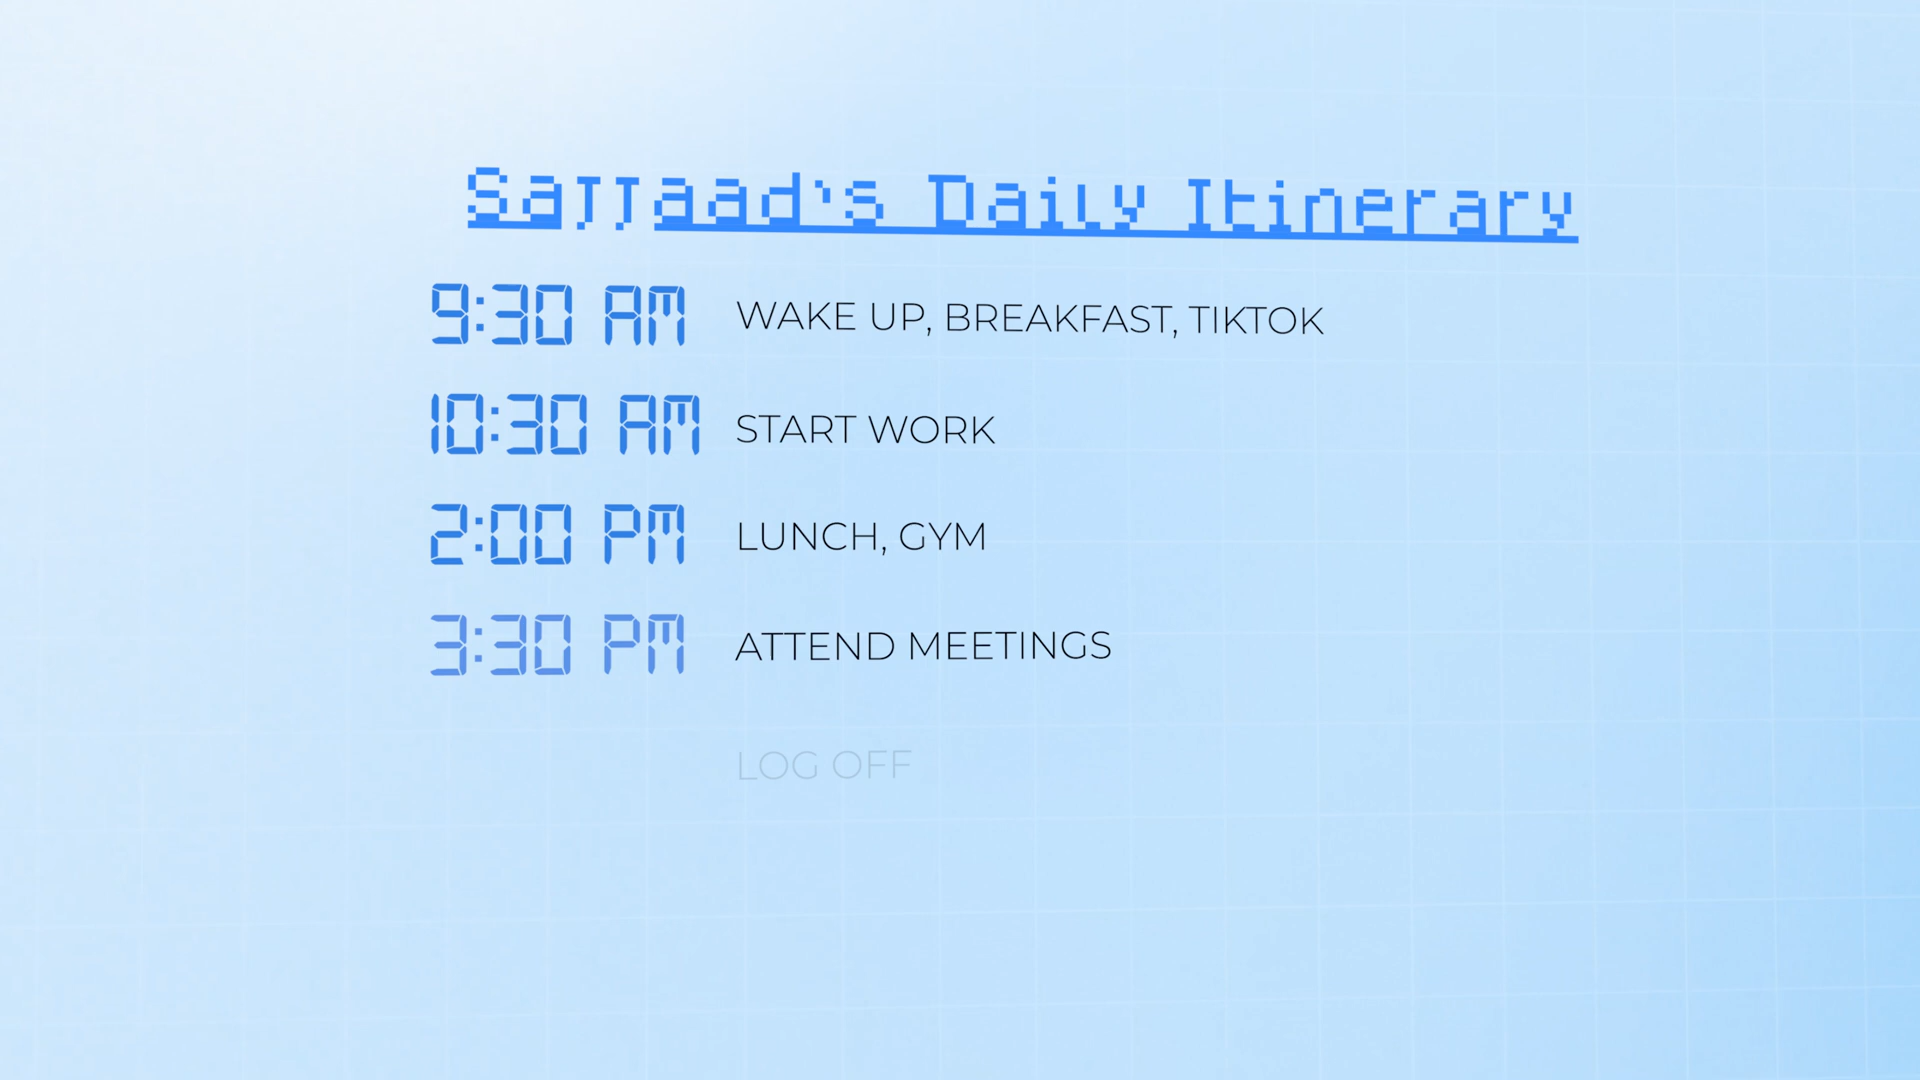 Sajjaad's Daily Itinerary
9:30 AM WAKE UP, BREAKFAST, TIKTOK
10:30 AM START WORK
2:00 PM LUNCH, GYM
3:30 PM ATTEND MEETINGS
LOG OFF